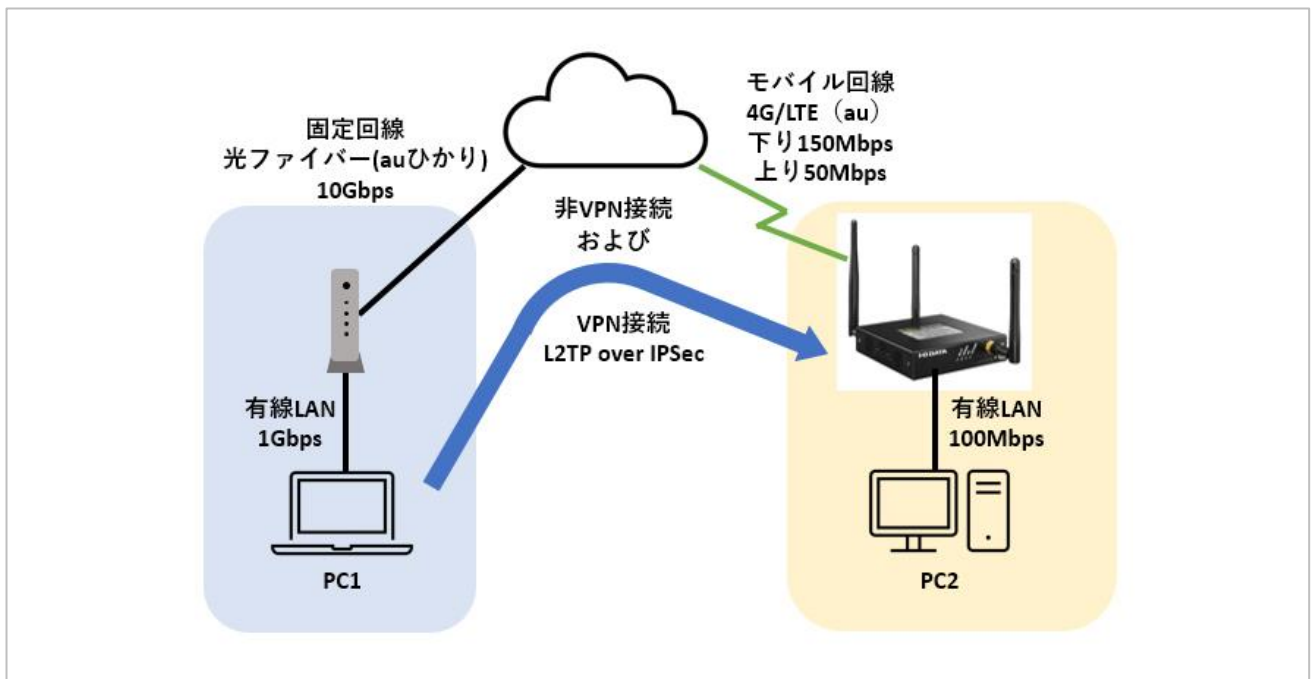 固定回線
光ファイバー(auひかり)
10Gbps
モバイル回線
4G/LTE（au）
下り150Mbps
上り50Mbps
非VPN接続
および
VPN接続
L2TP over IPSec
有線LAN
1Gbps
PC1
I-O DATA
有線LAN
100Mbps
PC2